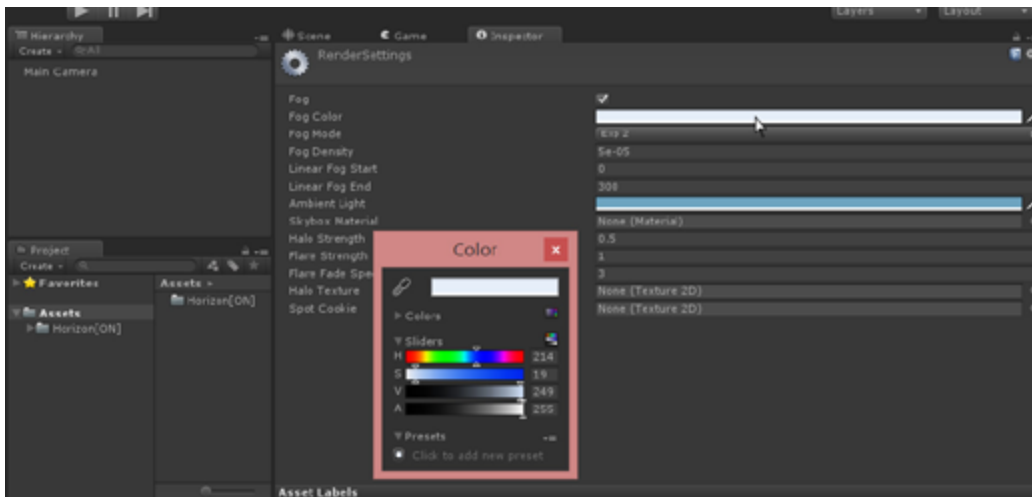 Layers Layout
Hierarchy
Create
All
Main Camera
Scene Game Inspector
RenderSettings
Fog
Fog Color
Fog Mode Exp 2
Fog Density 5e-05
Linear Fog Start 0
Linear Fog End 300
Ambient Light
Skybox Material None (Material)
Halo Strength 0.5
Flare Strength 1
Flare Fade Spe 3
Halo Texture None (Texture 2D)
Spot Cookie None (Texture 2D)
Project
Create
Favorites
Assets
Horizon[ON]
Assets
Horizon[ON]
Color
Colors
Sliders
H 214
S 19
V 249
A 255
Presets
Click to add new preset
Asset Labels